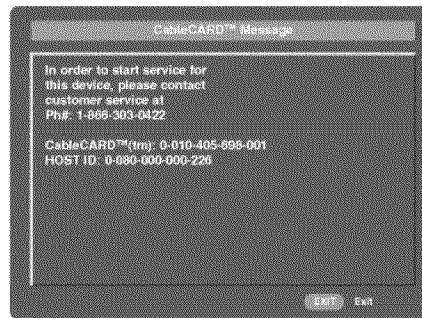 CableCARD™ Message
In order to start service for
this device, please contact
customer service at
Ph#: 1-866-303-0422
CableCARD™(tm): 0-010-405-698-001
HOST ID: 0-080-000-000-226
EXIT Exit